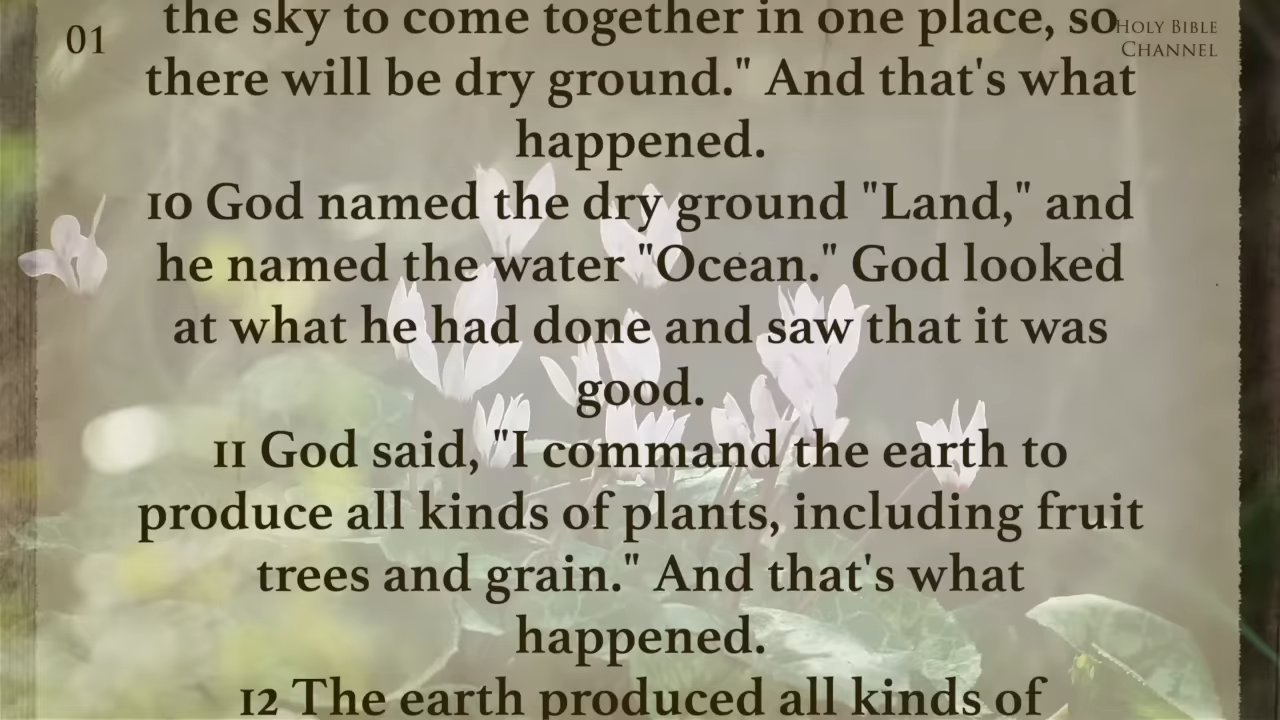 01
HOLY BIBLE
CHANNEL
the sky to come together in one place, so
there will be dry ground." And that's what
happened.
10 God named the dry ground "Land," and
he named the water "Ocean." God looked
at what he had done and saw that it was
good.
11 God said, "I command the earth to
produce all kinds of plants, including fruit
trees and grain." And that's what
happened.
12 The earth produced all kinds of